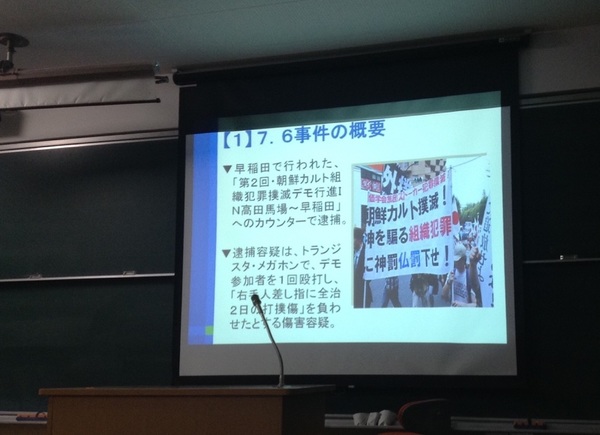 【1】7.6事件の概要
▼早稲田で行われた、
「第2回・朝鮮カルト組
織犯罪撲滅デモ行進I
N高田馬場~早稲田」
へのカウンターで逮捕。
▼逮捕容疑は、トランジ
スタ・メガホンで、デモ
参加者を1回殴打し、
「右手人差し指に全治
2日の打撲傷」を負わ
せたとする傷害容疑。
朝鮮カルト撲滅！
神を騙る組織犯罪
に神罰仏罰下せ！